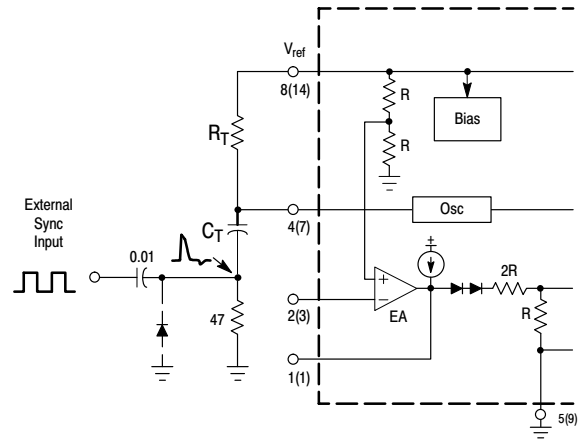 V_ref
8(14)
R
Bias
R_T
R
External
Sync
Input
4(7)
Osc
C_T
0.01
+
2R
+
−
R
47
2(3)
EA
1(1)
5(9)